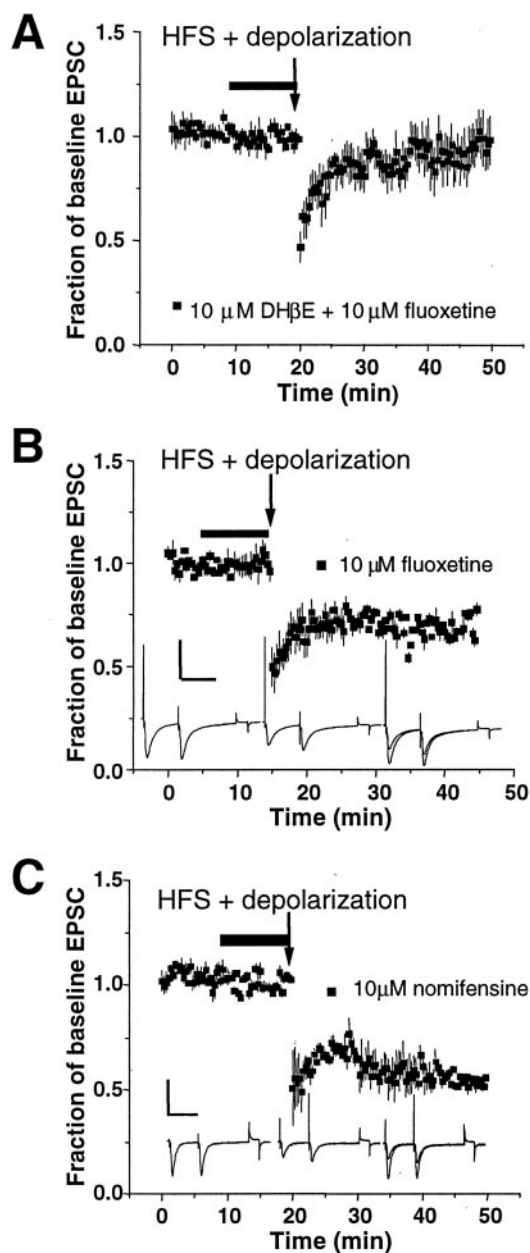 A
HFS + depolarization
1.5
1.0
0.5
0.0
Fraction of baseline EPSC
10 μM DHβE + 10 μM fluoxetine
0 10 20 30 40 50
Time (min)
B
HFS + depolarization
1.5
1.0
0.5
0.0
Fraction of baseline EPSC
10 μM fluoxetine
0 10 20 30 40 50
Time (min)
C
HFS + depolarization
1.5
1.0
0.5
0.0
Fraction of baseline EPSC
10μM nomifensine
0 10 20 30 40 50
Time (min)